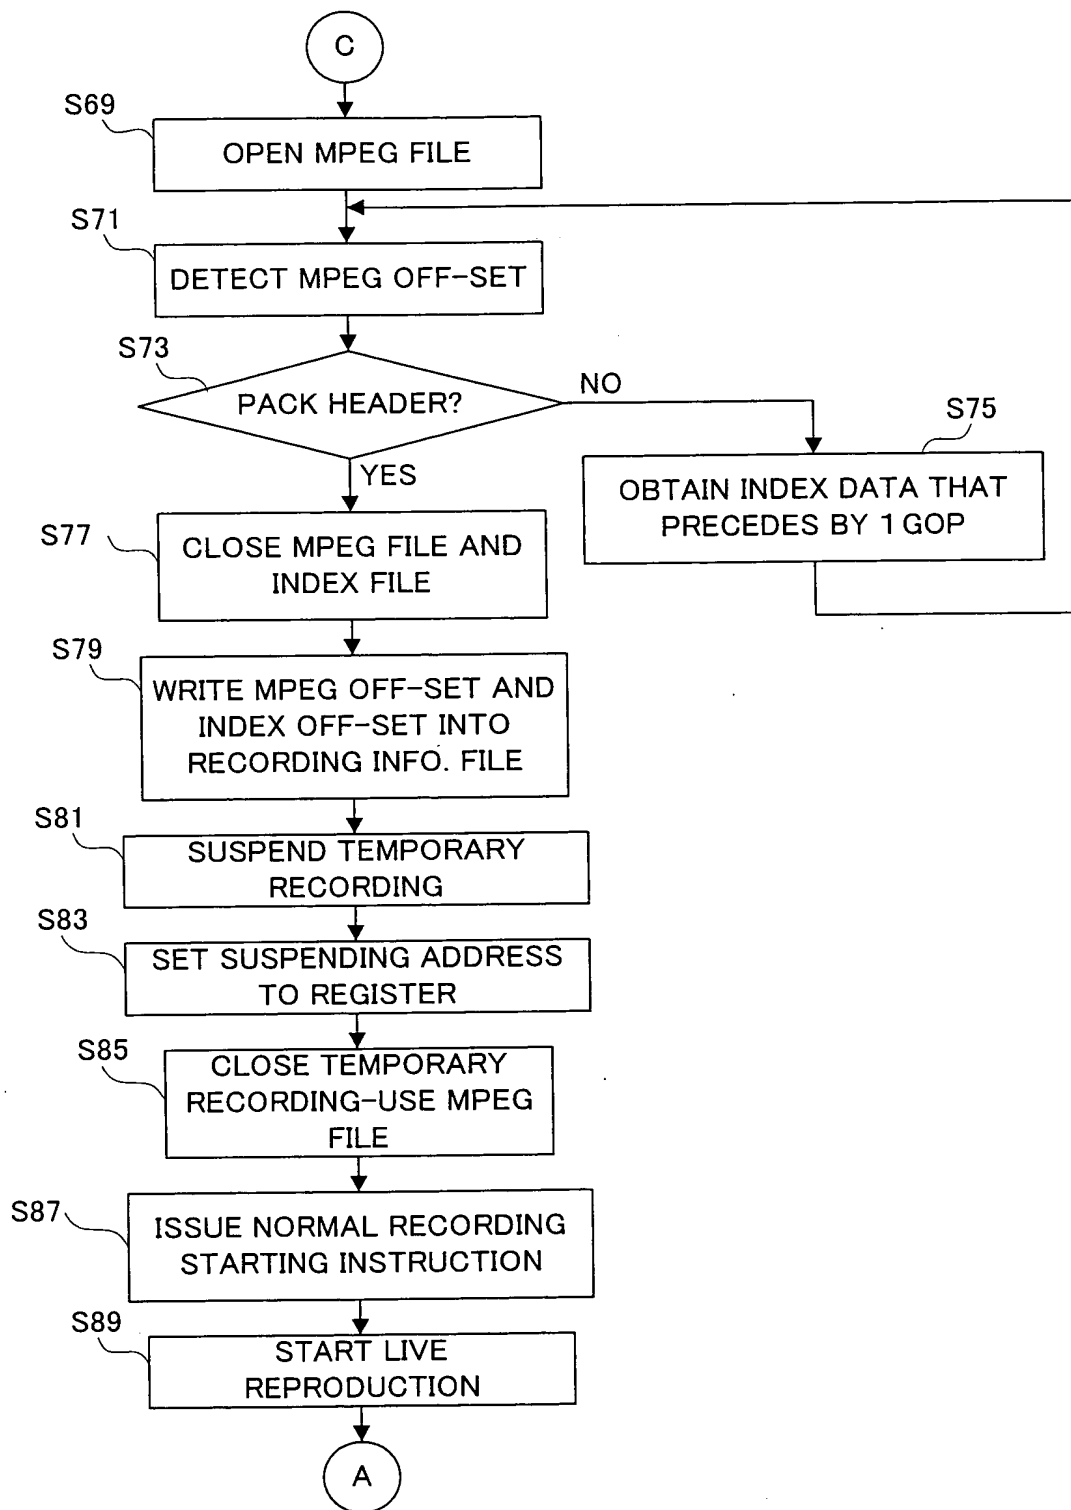 C
S69
OPEN MPEG FILE
S71
DETECT MPEG OFF-SET
S73
PACK HEADER?
NO
YES
S75
OBTAIN INDEX DATA THAT
PRECEDES BY 1 GOP
S77
CLOSE MPEG FILE AND
INDEX FILE
S79
WRITE MPEG OFF-SET AND
INDEX OFF-SET INTO
RECORDING INFO. FILE
S81
SUSPEND TEMPORARY
RECORDING
S83
SET SUSPENDING ADDRESS
TO REGISTER
S85
CLOSE TEMPORARY
RECORDING-USE MPEG
FILE
S87
ISSUE NORMAL RECORDING
STARTING INSTRUCTION
S89
START LIVE
REPRODUCTION
A